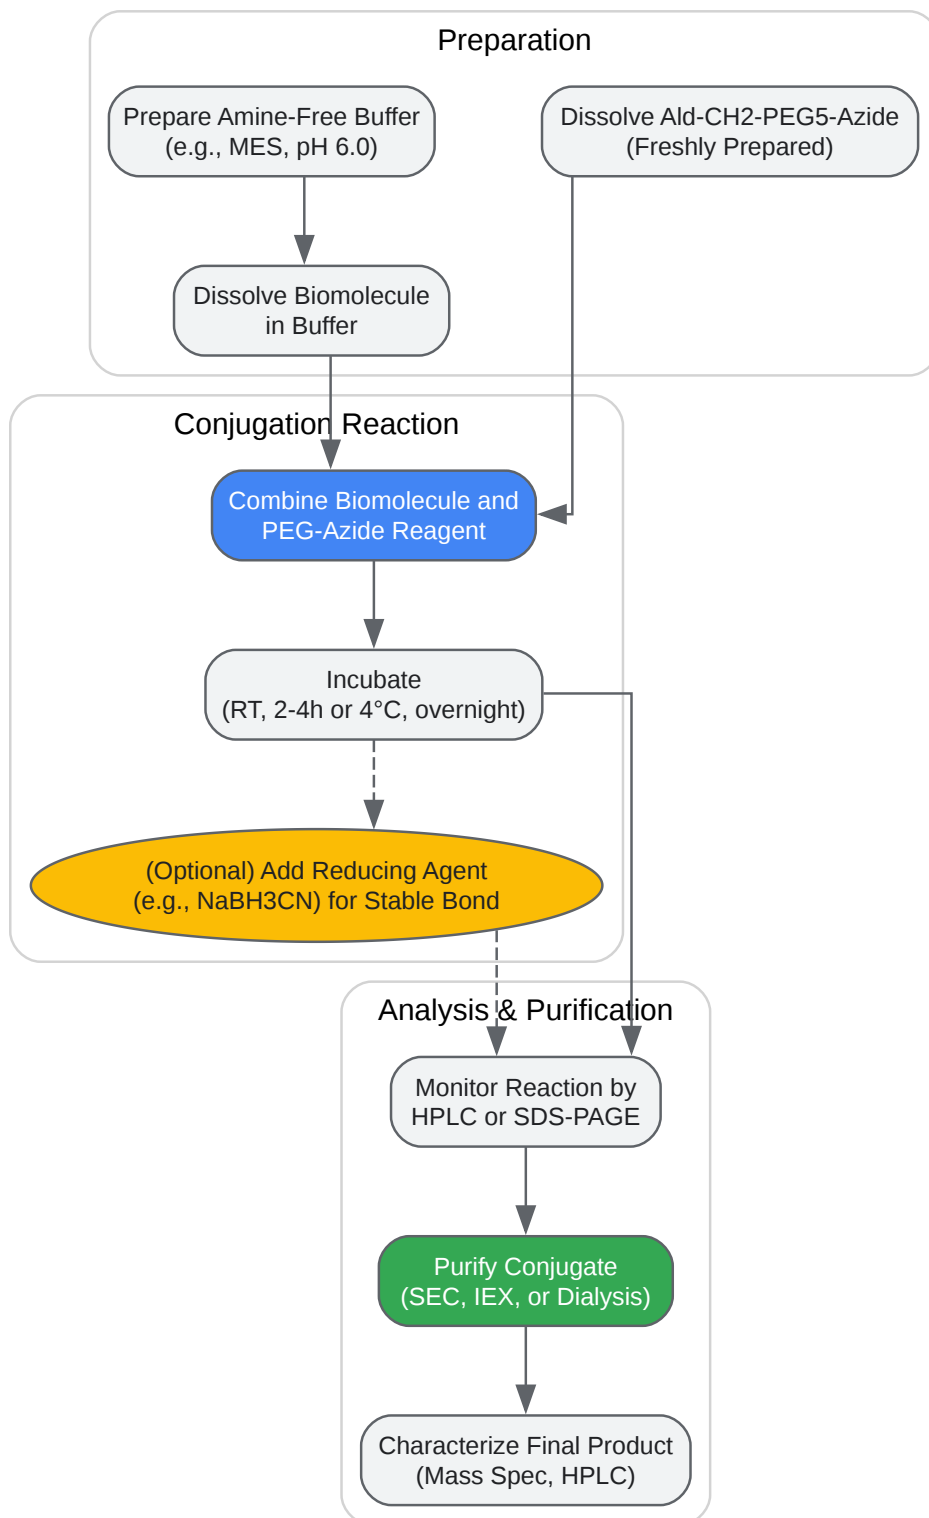 Preparation
Prepare Amine-Free Buffer
(e.g., MES, pH 6.0)
Dissolve Ald-CH2-PEG5-Azide
(Freshly Prepared)
Dissolve Biomolecule
in Buffer
Conjugation Reaction
Combine Biomolecule and
PEG-Azide Reagent
Incubate
(RT, 2-4h or 4°C, overnight)
(Optional) Add Reducing Agent
(e.g., NaBH3CN) for Stable Bond
Analysis & Purification
Monitor Reaction by
HPLC or SDS-PAGE
Purify Conjugate
(SEC, IEX, or Dialysis)
Characterize Final Product
(Mass Spec, HPLC)